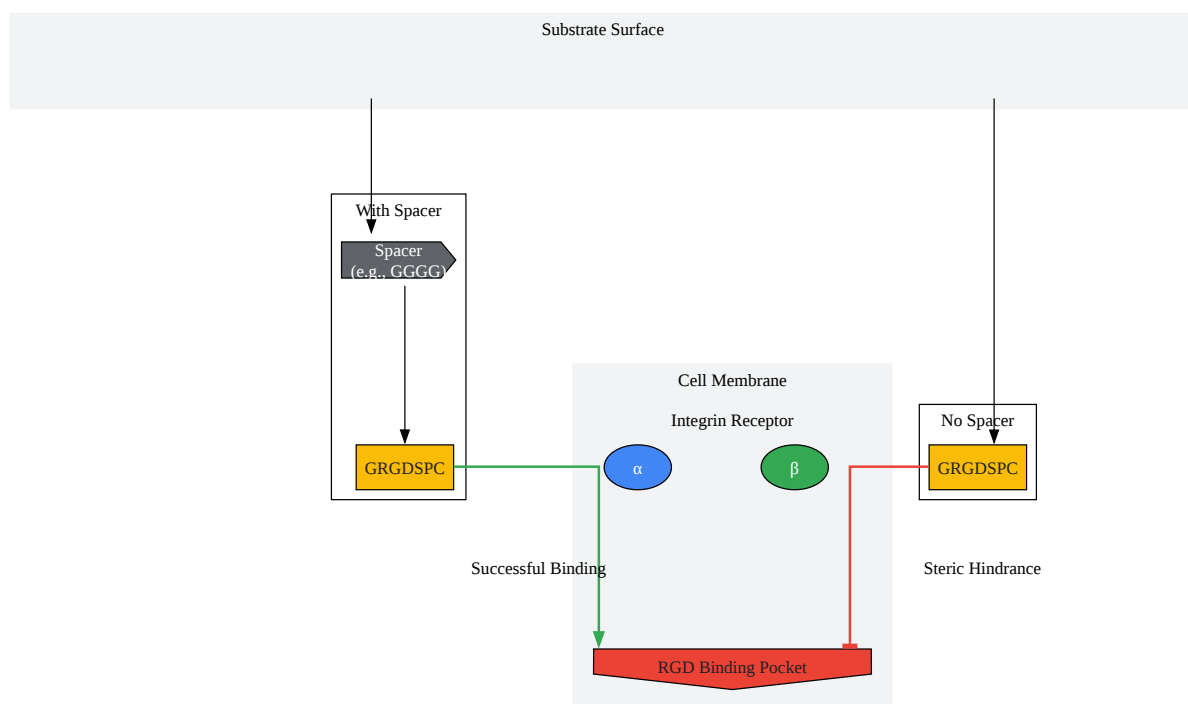 Substrate Surface
With Spacer
Spacer
(e.g., GGGG)
Cell Membrane
Integrin Receptor
No Spacer
GRGDSPC
α
β
GRGDSPC
Successful Binding
Steric Hindrance
RGD Binding Pocket